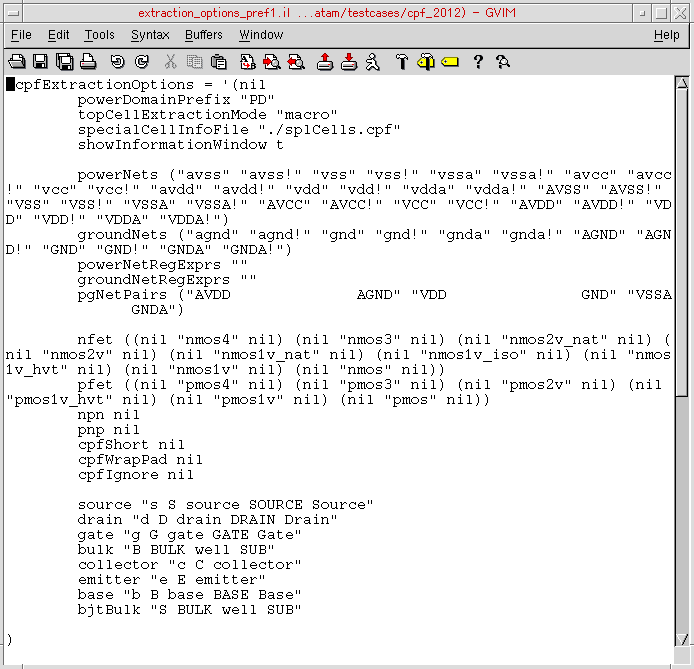 extraction_options_pref1.il ...atam/testcases/cpf_2012) - GVIM
File Edit Tools Syntax Buffers Window Help
cpfExtractionOptions = '(nil
powerDomainPrefix "PD"
topCellExtractionMode "macro"
specialCellInfoFile "./splCells.cpf"
showInformationWindow t
powerNets ("avss" "avss!" "vss" "vss!" "vssa" "vssa!" "avcc" "avcc
!" "vcc" "vcc!" "avdd" "avdd!" "vdd" "vdd!" "vdda" "vdda!" "AVSS" "AVSS!"
"VSS" "VSS!" "VSSA" "VSSA!" "AVCC" "AVCC!" "VCC" "VCC!" "AVDD" "AVDD!" "VD
D" "VDD!" "VDDA" "VDDA!")
groundNets ("agnd" "agnd!" "gnd" "gnd!" "gnda" "gnda!" "AGND" "AGN
D!" "GND" "GND!" "GNDA" "GNDA!")
powerNetRegExprs ""
groundNetRegExprs ""
pgNetPairs ("AVDD AGND" "VDD GND" "VSSA
GNDA")
nfet ((nil "nmos4" nil) (nil "nmos3" nil) (nil "nmos2v_nat" nil) (
nil "nmos2v" nil) (nil "nmos1v_nat" nil) (nil "nmos1v_iso" nil) (nil "nmos
1v_hvt" nil) (nil "nmos1v" nil) (nil "nmos" nil))
pfet ((nil "pmos4" nil) (nil "pmos3" nil) (nil "pmos2v" nil) (nil
"pmos1v_hvt" nil) (nil "pmos1v" nil) (nil "pmos" nil))
npn nil
pnp nil
cpfShort nil
cpfWrapPad nil
cpfIgnore nil
source "s S source SOURCE Source"
drain "d D drain DRAIN Drain"
gate "g G gate GATE Gate"
bulk "B BULK well SUB"
collector "c C collector"
emitter "e E emitter"
base "b B base BASE Base"
bjtBulk "S BULK well SUB"
)